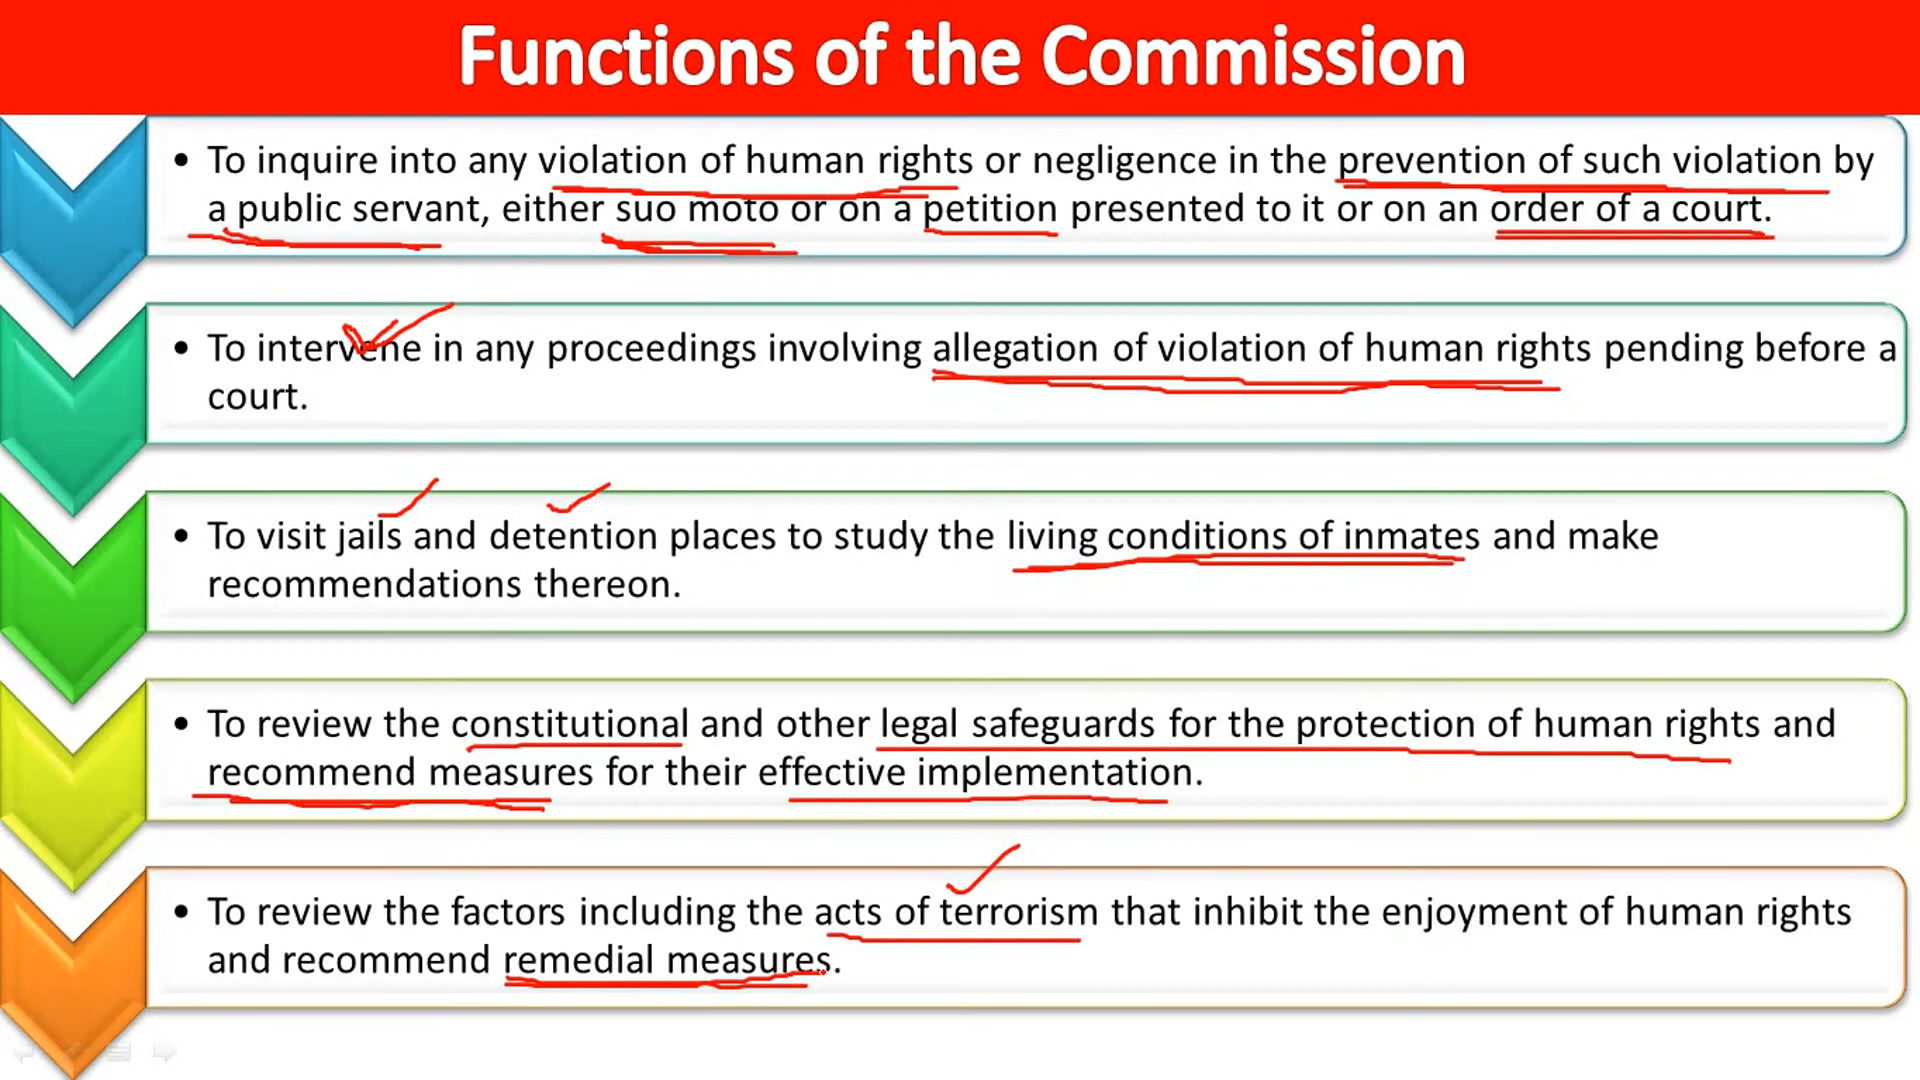 Functions of the Commission
• To inquire into any violation of human rights or negligence in the prevention of such violation by
a public servant, either suo moto or on a petition presented to it or on an order of a court.
• To intervene in any proceedings involving allegation of violation of human rights pending before a
court.
• To visit jails and detention places to study the living conditions of inmates and make
recommendations thereon.
• To review the constitutional and other legal safeguards for the protection of human rights and
recommend measures for their effective implementation.
• To review the factors including the acts of terrorism that inhibit the enjoyment of human rights
and recommend remedial measures.